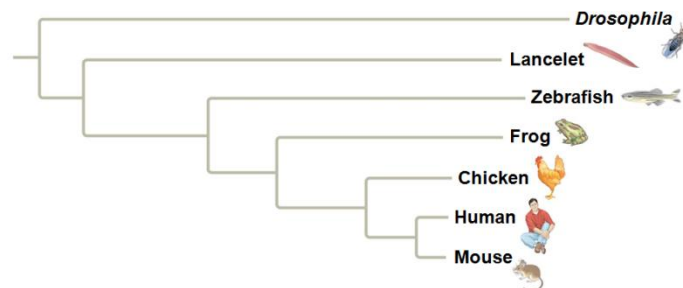 Drosophila
Lancelet
Zebrafish
Frog
Chicken
Human
Mouse